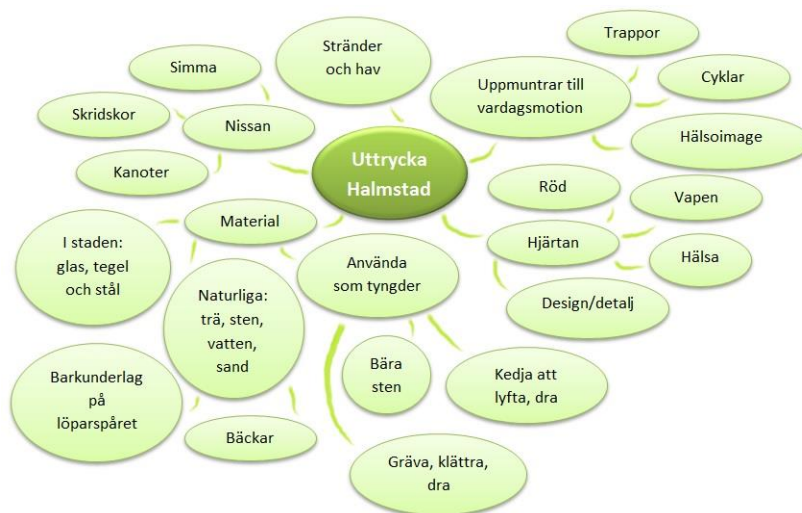 Uttrycka
Halmstad
Stränder
och hav
Uppmuntrar till
vardagsmotion
Trappor
Cyklar
Hälsoimage
Hjärtan
Röd
Vapen
Hälsa
Design/detalj
Nissan
Simma
Skridskor
Kanoter
Material
I staden:
glas, tegel
och stål
Naturliga:
trä, sten,
vatten,
sand
Barkunderlag
på
löparspåret
Bäckar
Använda
som tyngder
Bära
sten
Kedja att
lyfta, dra
Gräva, klättra,
dra